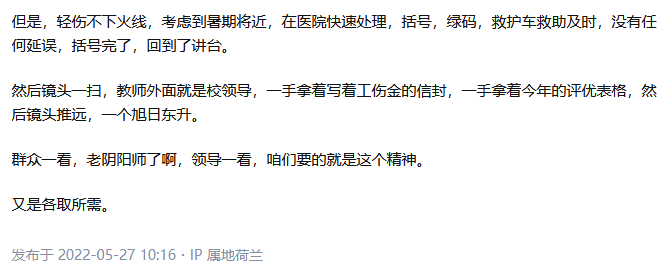 但是，轻伤不下火线，考虑到暑期将近，在医院快速处理，括号，绿码，救护车救助及时，没有任
何延误，括号完了，回到了讲台。
然后镜头一扫，教师外面就是校领导，一手拿着写着工伤金的信封，一手拿着今年的评优表格，然
后镜头推远，一个旭日东升。
群众一看，老阴阳师了啊，领导一看，咱们要的就是这个精神。
又是各取所需。
发布于 2022-05-27 10:16 · IP 属地荷兰